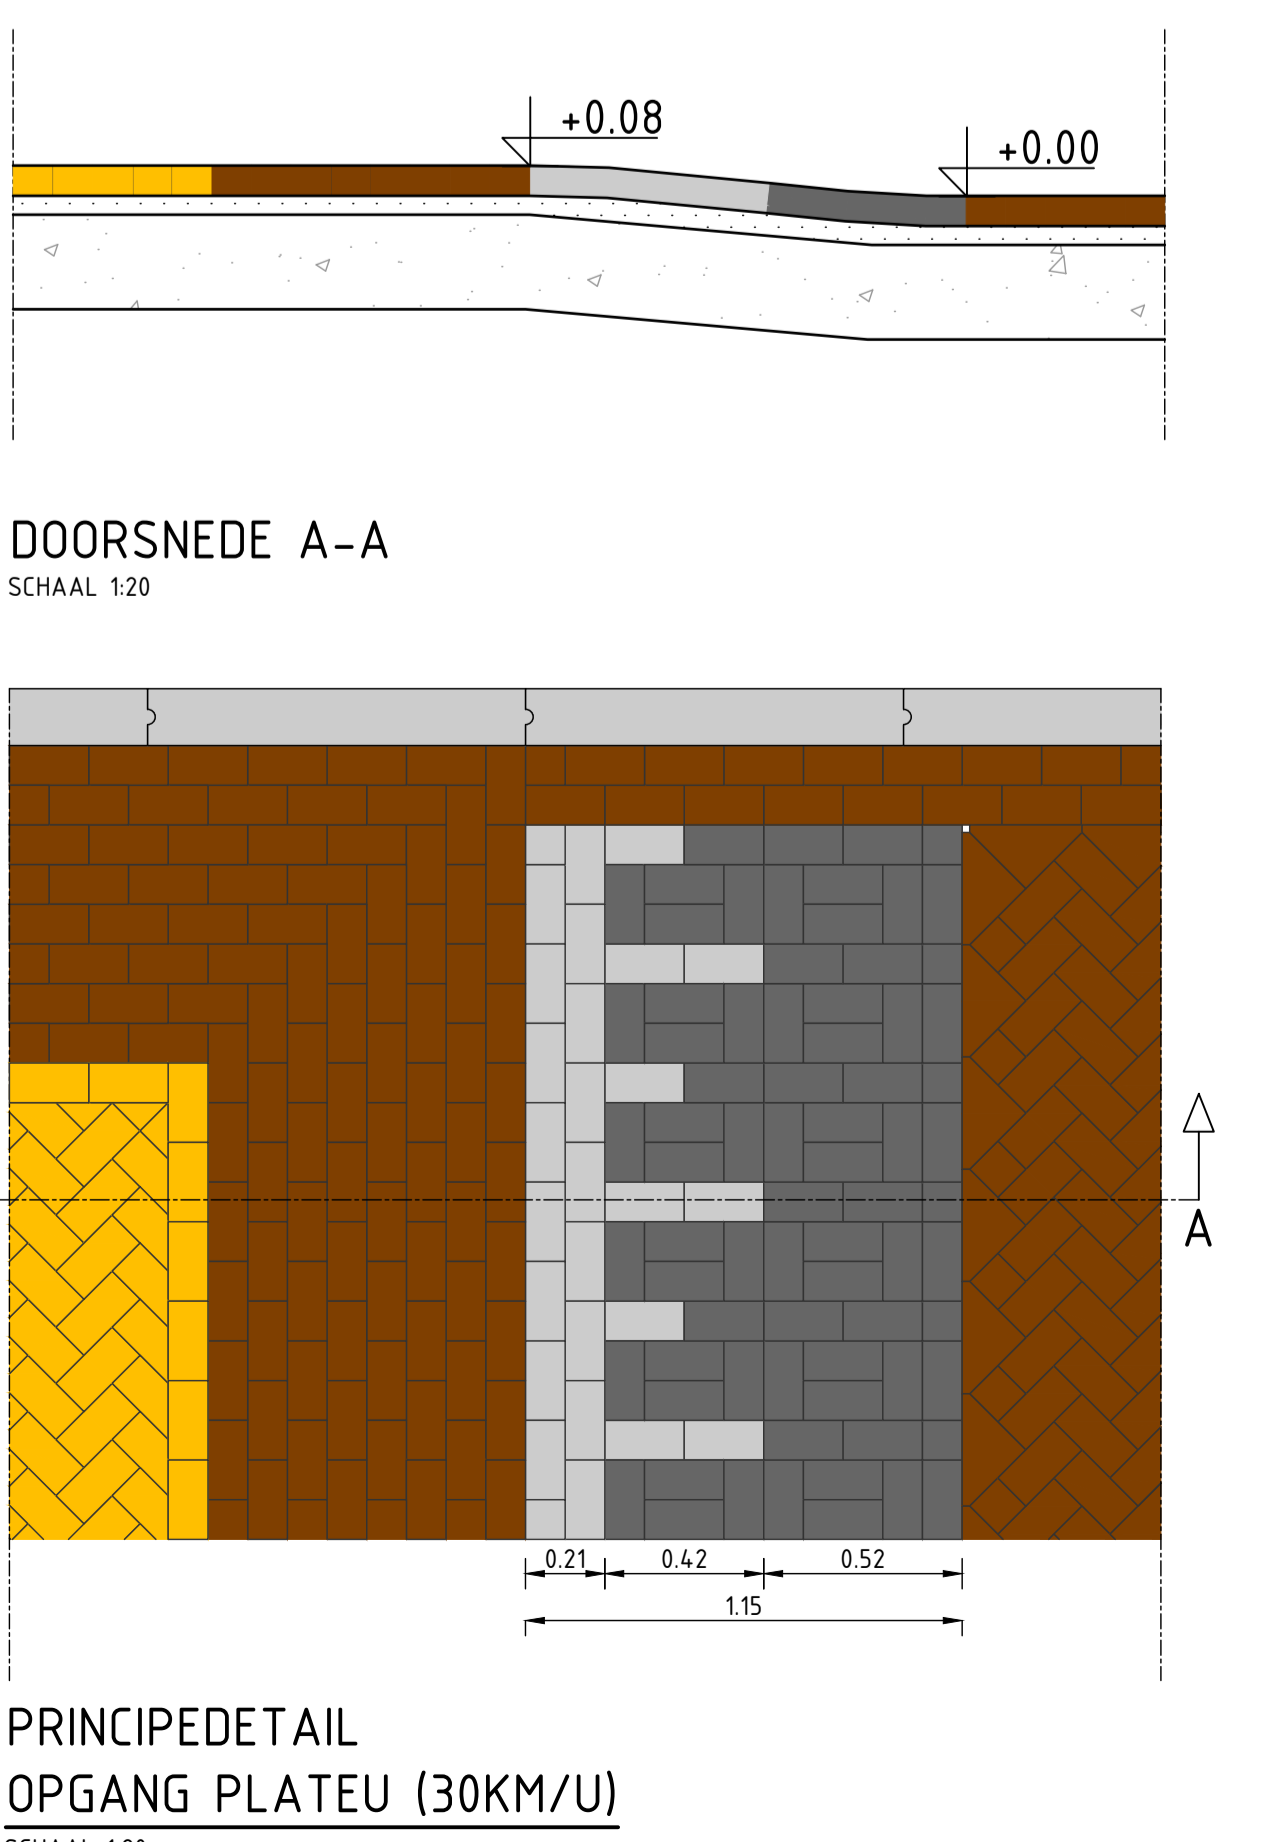 +0.08
+0.00
DOORSNEDE A-A
SCHAAL 1:20
A
0.21 0.42 0.52
1.15
PRINCIPEDETAIL
OPGANG PLATEU (30KM/U)